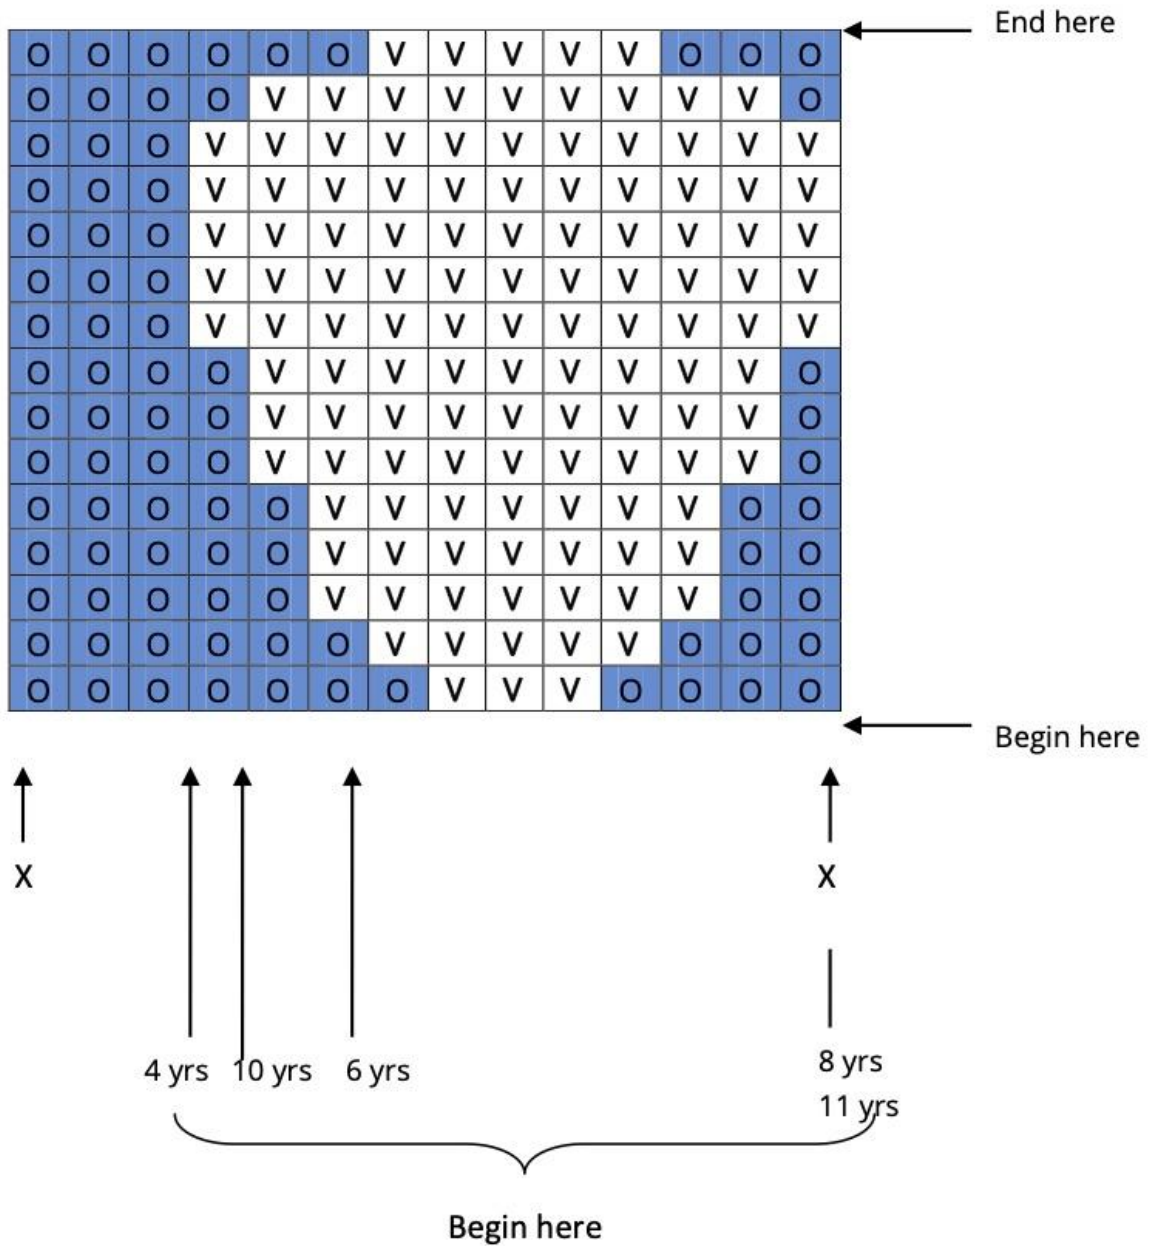 End here
O O O O O O V V V V V O O O
O O O O V V V V V V V V V O
O O O V V V V V V V V V V V
O O O V V V V V V V V V V V
O O O V V V V V V V V V V V
O O O V V V V V V V V V V V
O O O V V V V V V V V V V V
O O O O V V V V V V V V V O
O O O O V V V V V V V V V O
O O O O V V V V V V V V V O
O O O O O V V V V V V V O O
O O O O O V V V V V V V O O
O O O O O V V V V V V V O O
O O O O O O V V V V V O O O
O O O O O O O V V V O O O O
Begin here
X X
4 yrs 10 yrs 6 yrs 8 yrs
11 yrs
Begin here